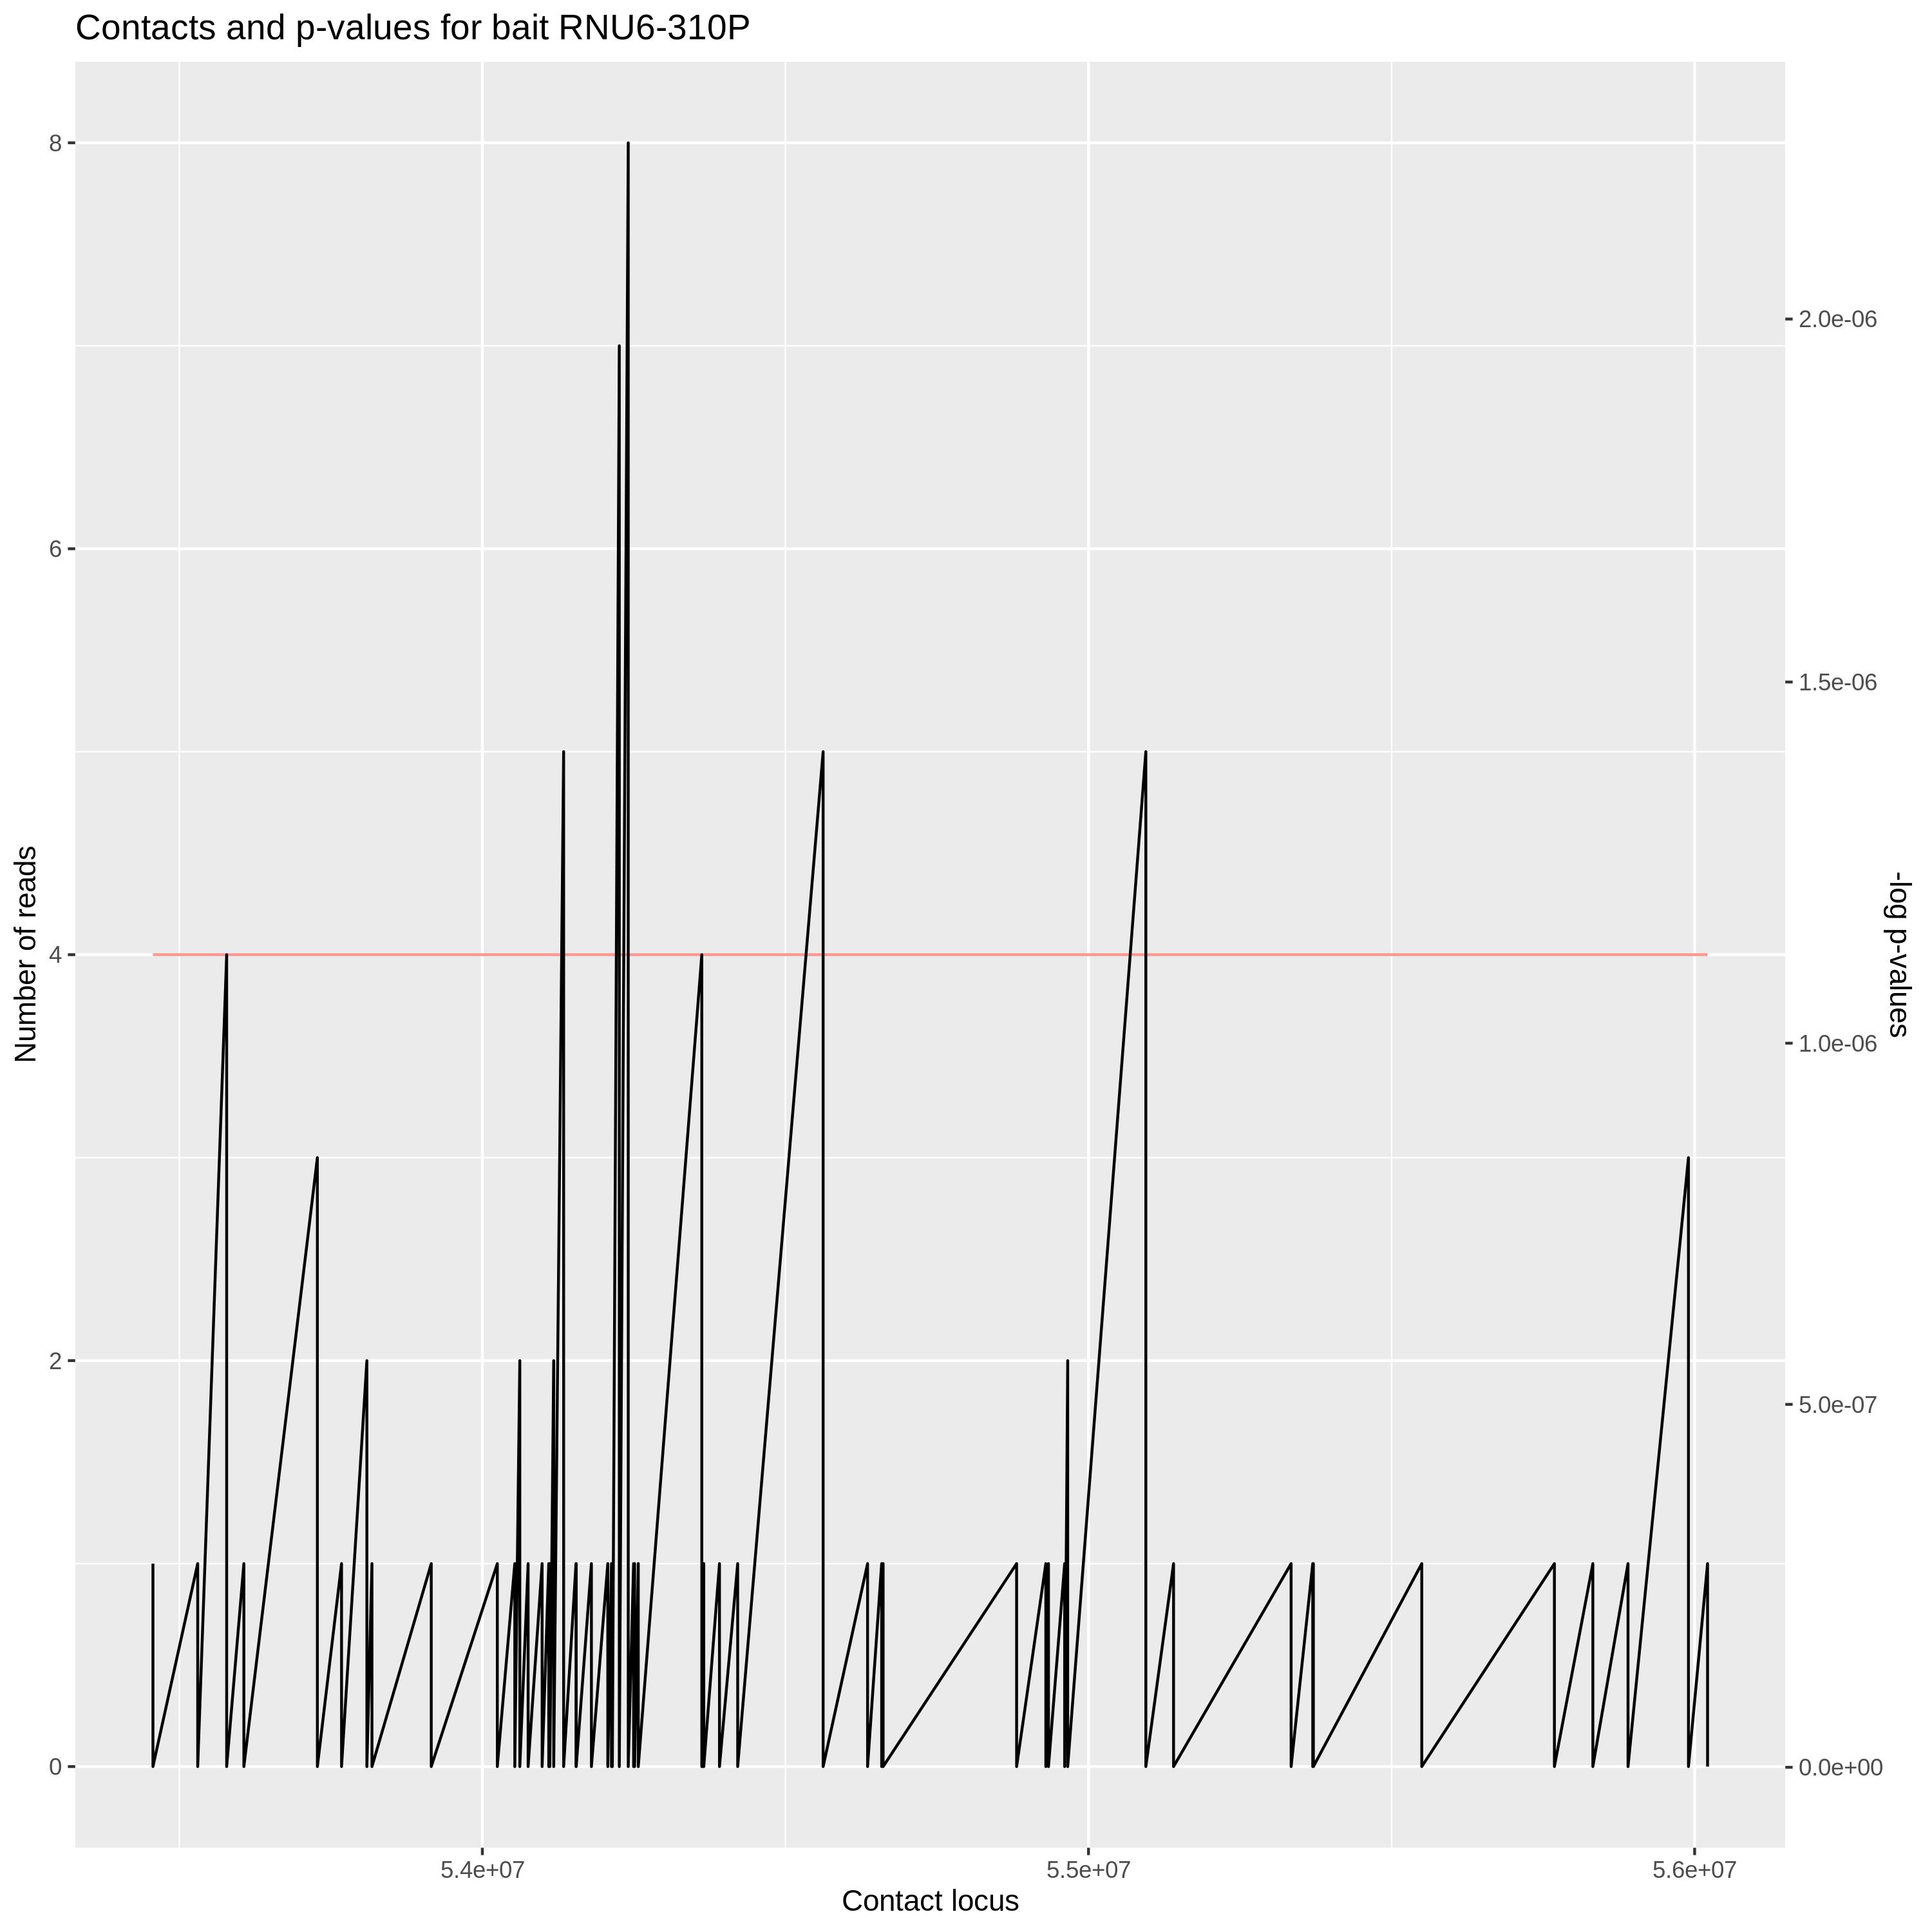 Contacts and p-values for bait RNU6-310P
8
6
4
2
0
Number of reads
2.0e-06
1.5e-06
1.0e-06
5.0e-07
0.0e+00
-log p-values
5.4e+07
5.5e+07
5.6e+07
Contact locus